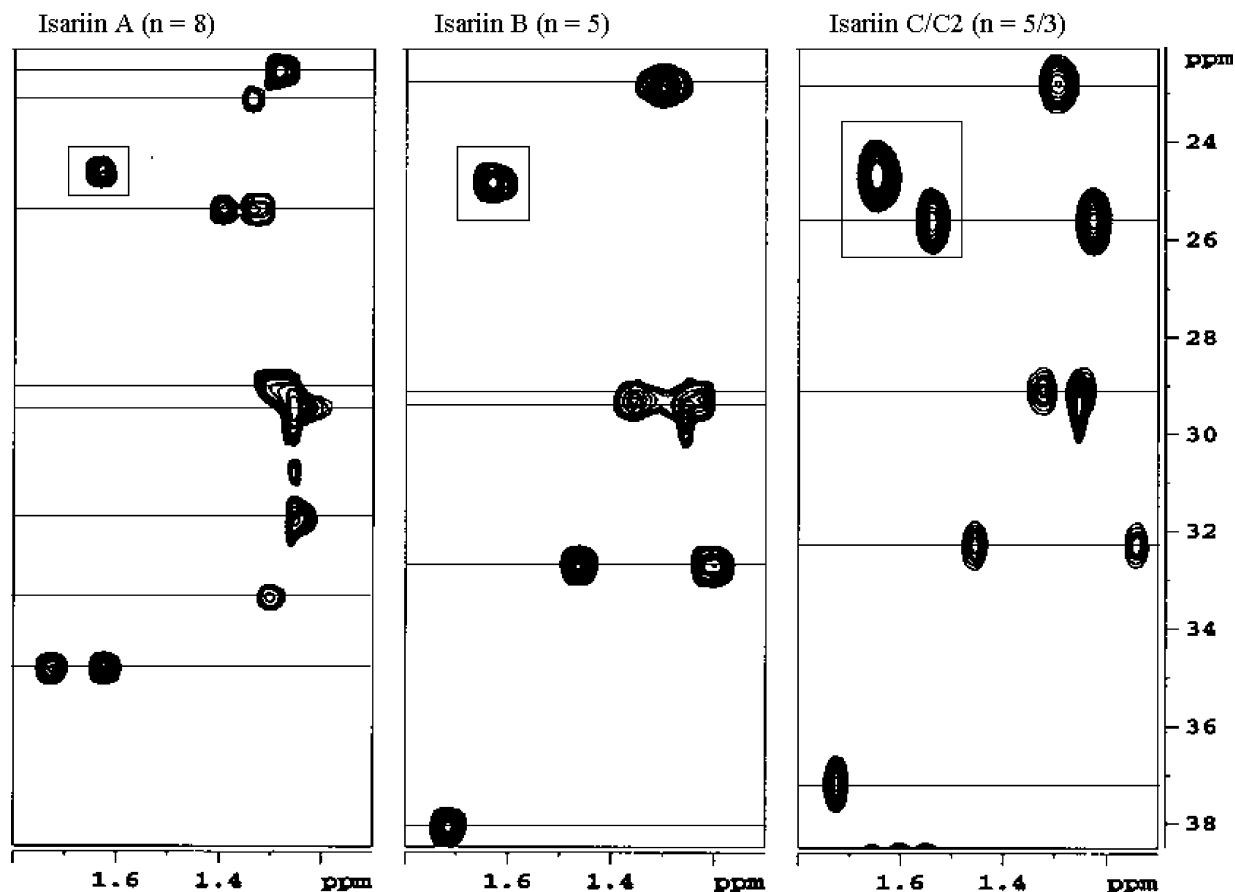 Isariin A (n = 8)
Isariin B (n = 5)
Isariin C/C2 (n = 5/3)
ppm
24
26
28
30
32
34
36
38
1.6 1.4 ppm
1.6 1.4 ppm
1.6 1.4 ppm